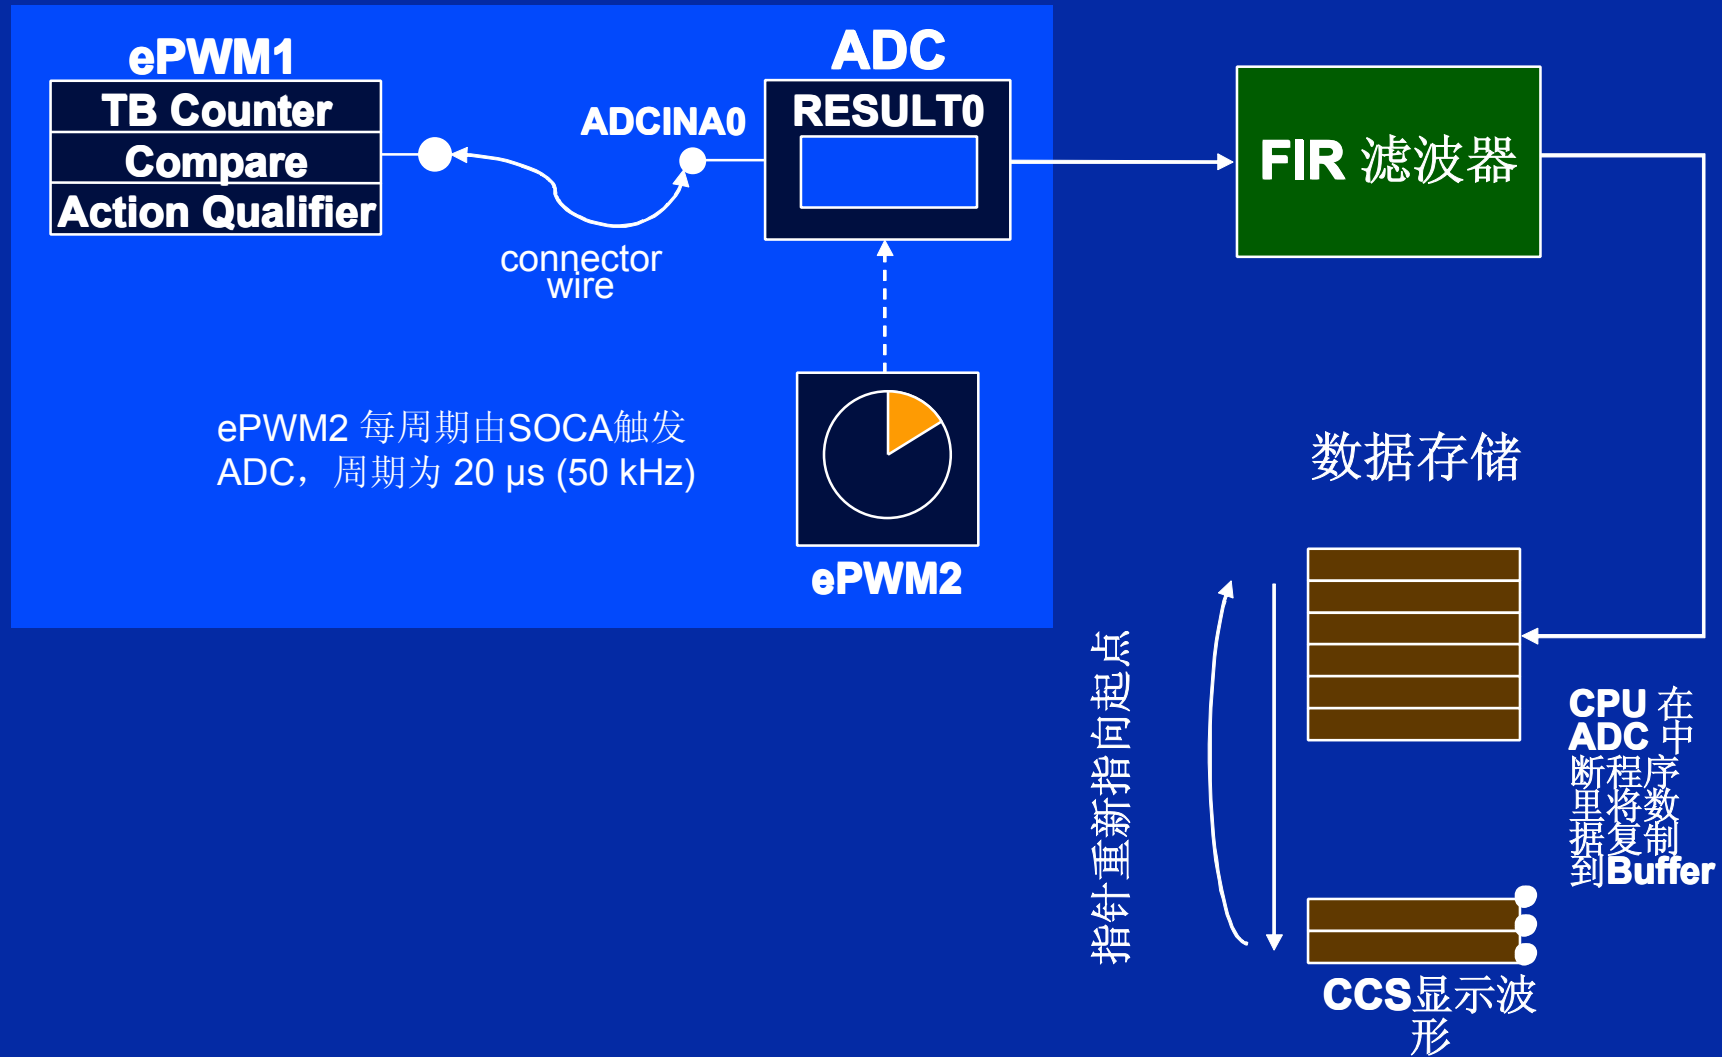 ePWM1
TB Counter
Compare
Action Qualifier
connector
wire
ADCINA0
ADC
RESULT0
FIR 滤波器
ePWM2 每周期由SOCA触发
ADC，周期为 20 μs (50 kHz)
ePWM2
数据存储
指针重新指向起点
CPU 在
ADC 中
断程序
里将数
据复制
到Buffer
CCS显示波
形